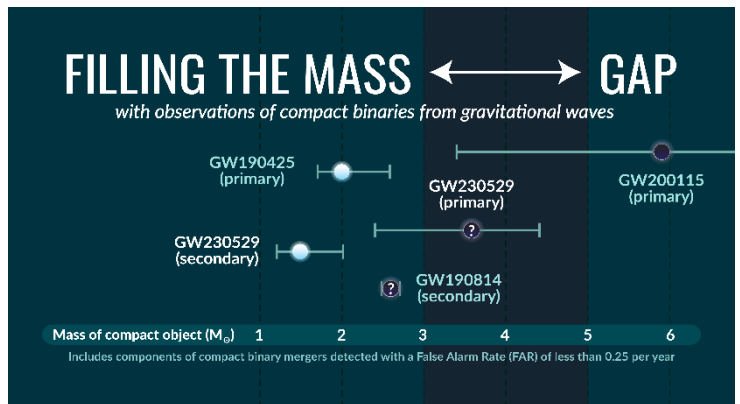 FILLING THE MASS GAP
with observations of compact binaries from gravitational waves
GW190425
(primary)
GW230529
(primary)
GW200115
(primary)
GW230529
(secondary)
?
?
GW190814
(secondary)
Mass of compact object (M☉) 1 2 3 4 5 6
Includes components of compact binary mergers detected with a False Alarm Rate (FAR) of less than 0.25 per year